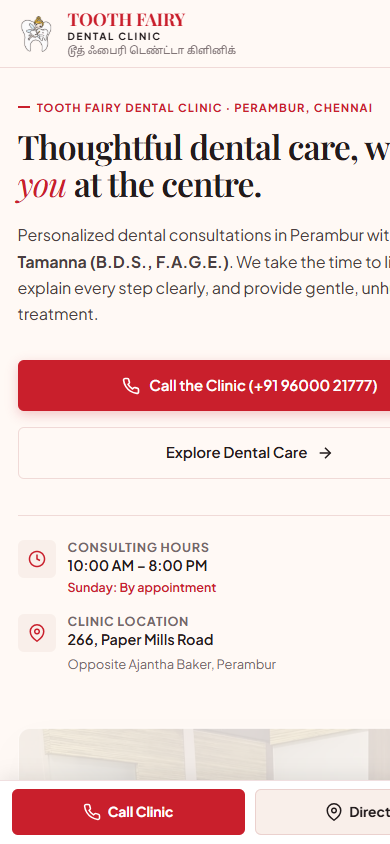 TOOTH FAIRY
DENTAL CLINIC
டூத் ஃபைரி டெண்ட்டா கிளினிக்
TOOTH FAIRY DENTAL CLINIC · PERAMBUR, CHENNAI
Thoughtful dental care, w
you at the centre.
Personalized dental consultations in Perambur wit
Tamanna (B.D.S., F.A.G.E.). We take the time to li
explain every step clearly, and provide gentle, unh
treatment.
Call the Clinic (+91 96000 21777)
Explore Dental Care →
CONSULTING HOURS
10:00 AM – 8:00 PM
Sunday: By appointment
CLINIC LOCATION
266, Paper Mills Road
Opposite Ajantha Baker, Perambur
Call Clinic
Direct